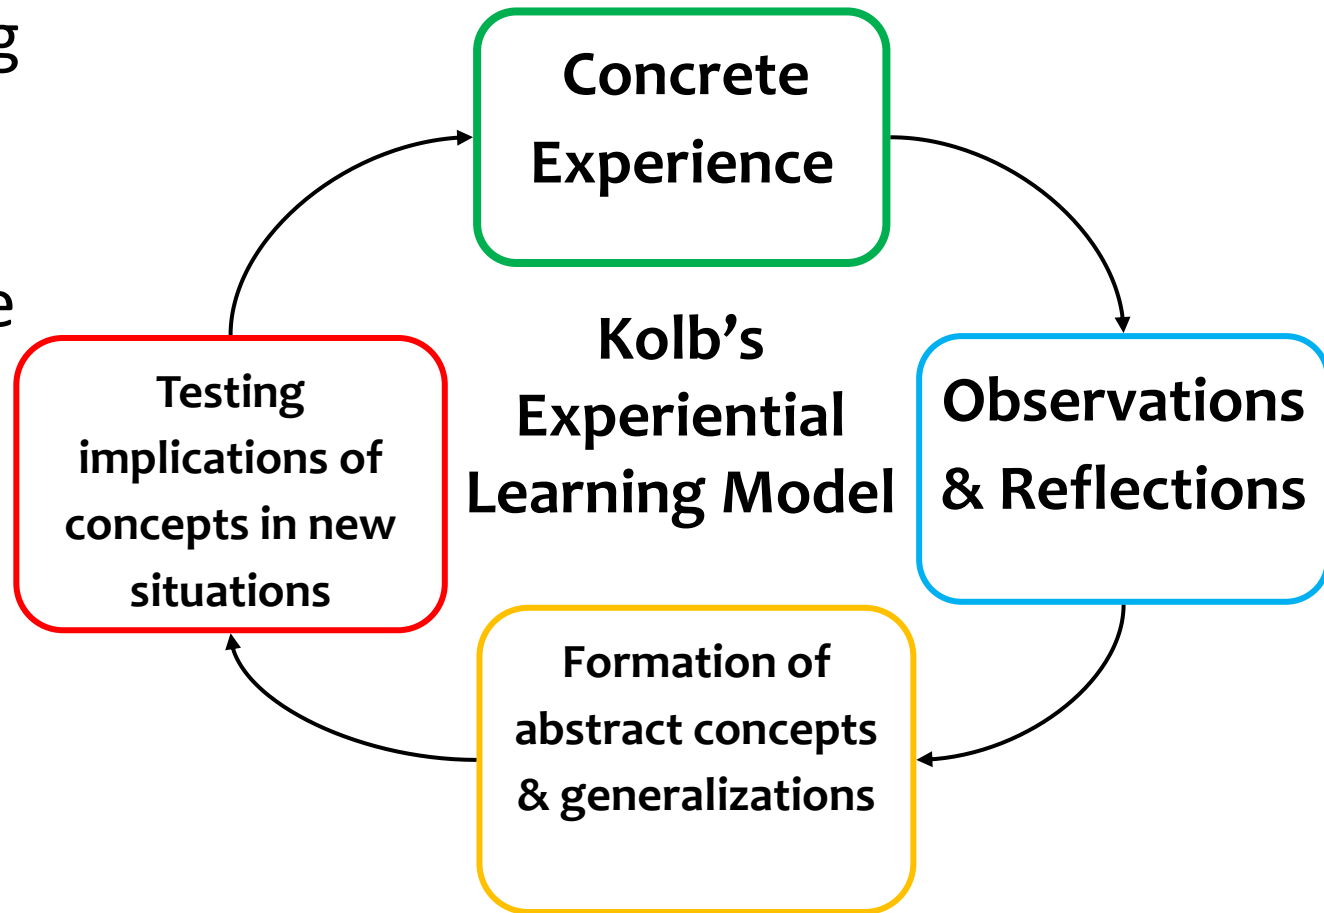 g
e
Concrete
Experience
Kolb’s
Experiential
Learning Model
Observations
& Reflections
Formation of
abstract concepts
& generalizations
Testing
implications of
concepts in new
situations